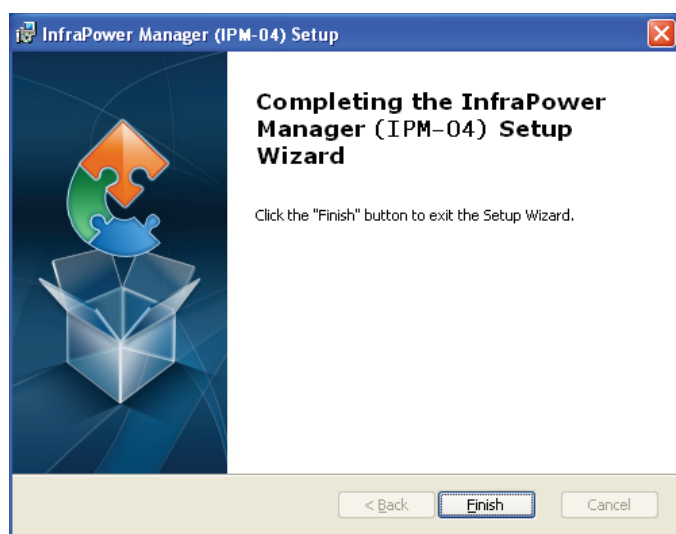 InfraPower Manager (IPM-04) Setup
Completing the InfraPower
Manager (IPM-04) Setup
Wizard
Click the "Finish" button to exit the Setup Wizard.
< Back Finish Cancel